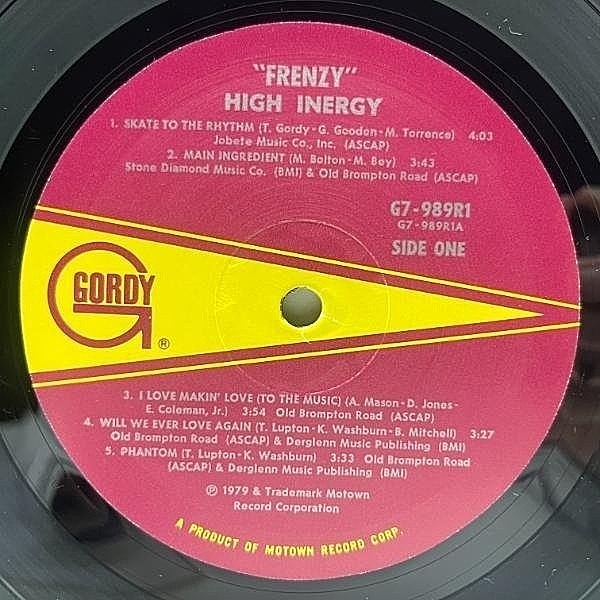 "FRENZY"
HIGH INERGY
1. SKATE TO THE RHYTHM (T. Gordy - G. Gooden - M. Torrence) 4:03
Jobete Music Co., Inc. (ASCAP)
2. MAIN INGREDIENT (M. Bolton - M. Boy) 3:43
Stone Diamond Music Co. (BMI) & Old Brompton Road (ASCAP)
G7-989R1
G7-989R1A
SIDE ONE
GORDY
G
®
3. I LOVE MAKIN' LOVE (TO THE MUSIC) (A. Mason - D. Jones-
E. Coleman, Jr.) 3:54 Old Brompton Road (ASCAP)
4. WILL WE EVER LOVE AGAIN (T. Lupton - K. Washburn - B. Mitchell) 3:27
Old Brompton Road (ASCAP) & Derglenn Music Publishing (BMI)
5. PHANTOM (T. Lupton - K. Washburn) 3:33 Old Brompton Road
(ASCAP) & Derglenn Music Publishing (BMI)
℗ 1979 & Trademark Motown
Record Corporation
A PRODUCT OF MOTOWN RECORD CORP.